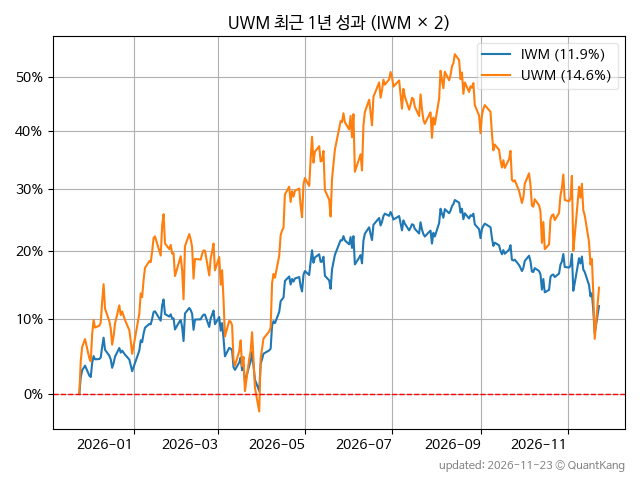 UWM 최근 1년 성과 (IWM × 2)
IWM (11.9%)
UWM (14.6%)
50%
40%
30%
20%
10%
0%
2026-01 2026-03 2026-05 2026-07 2026-09 2026-11
updated: 2026-11-23 © QuantKang